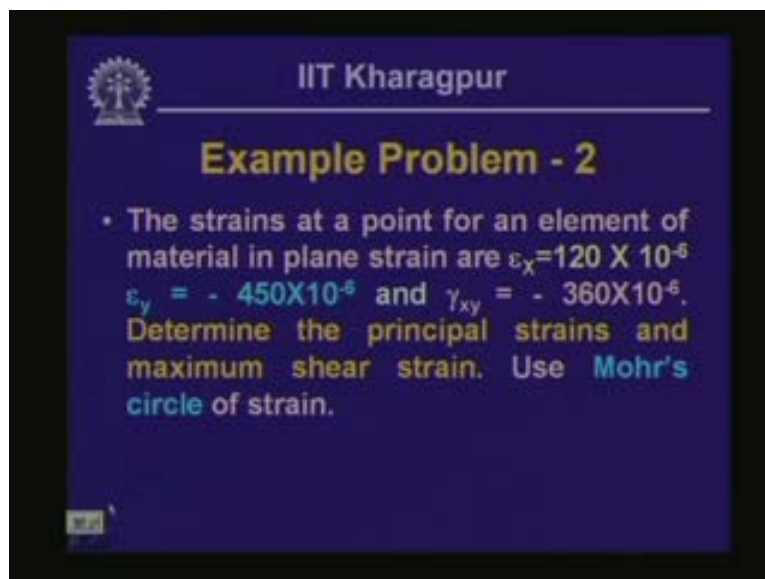 IIT Kharagpur
Example Problem - 2
• The strains at a point for an element of
material in plane strain are εX=120 X 10-6
εy = - 450X10-6 and γxy = - 360X10-6.
Determine the principal strains and
maximum shear strain. Use Mohr's
circle of strain.